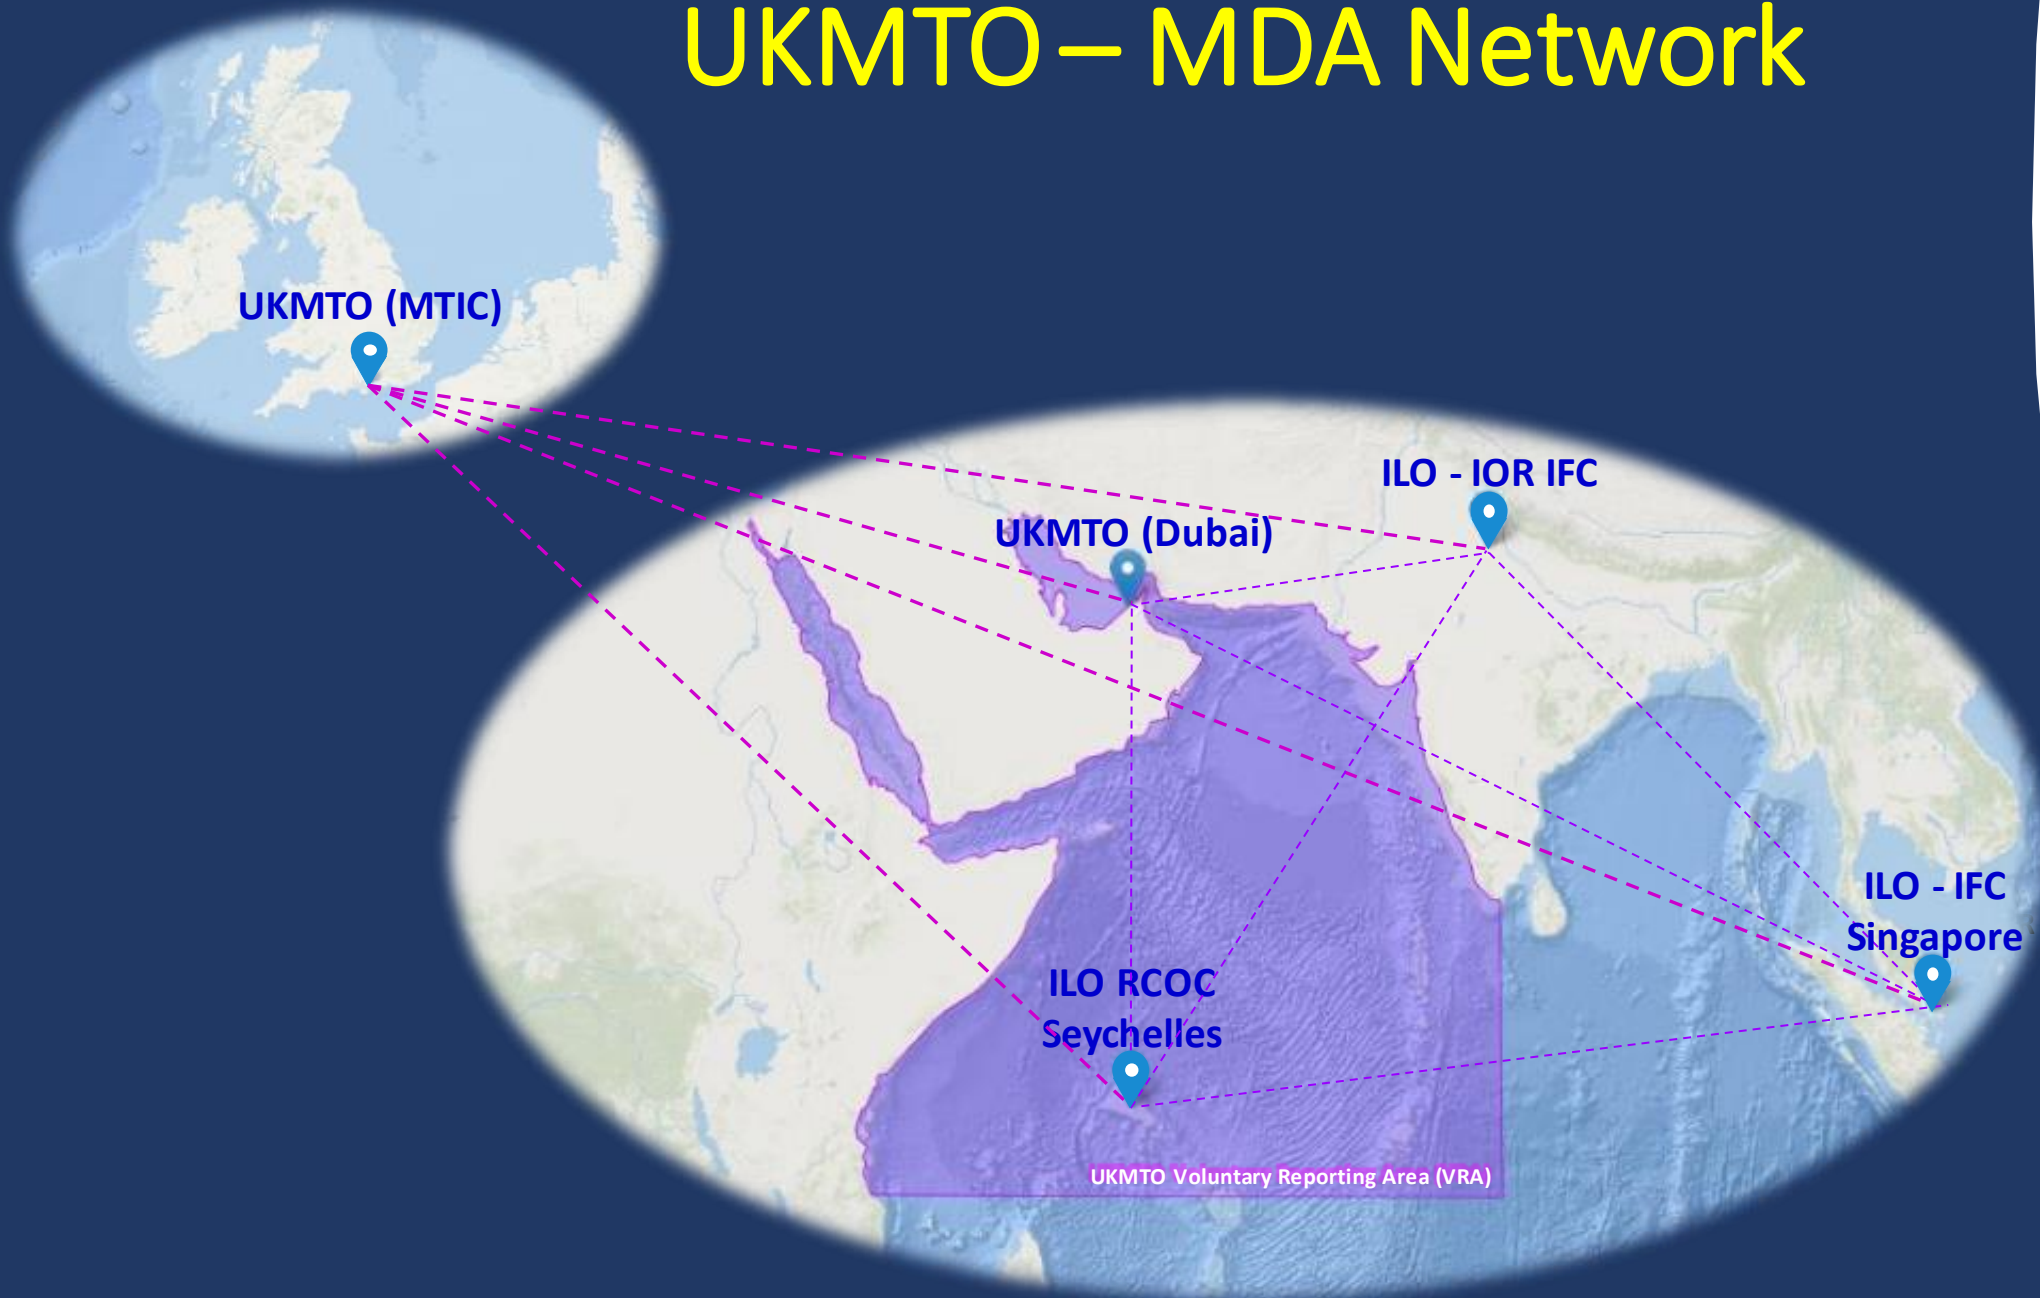 UKMTO – MDA Network
UKMTO (MTIC)
ILO - IOR IFC
UKMTO (Dubai)
ILO - IFC
Singapore
ILO RCOC
Seychelles
UKMTO Voluntary Reporting Area (VRA)